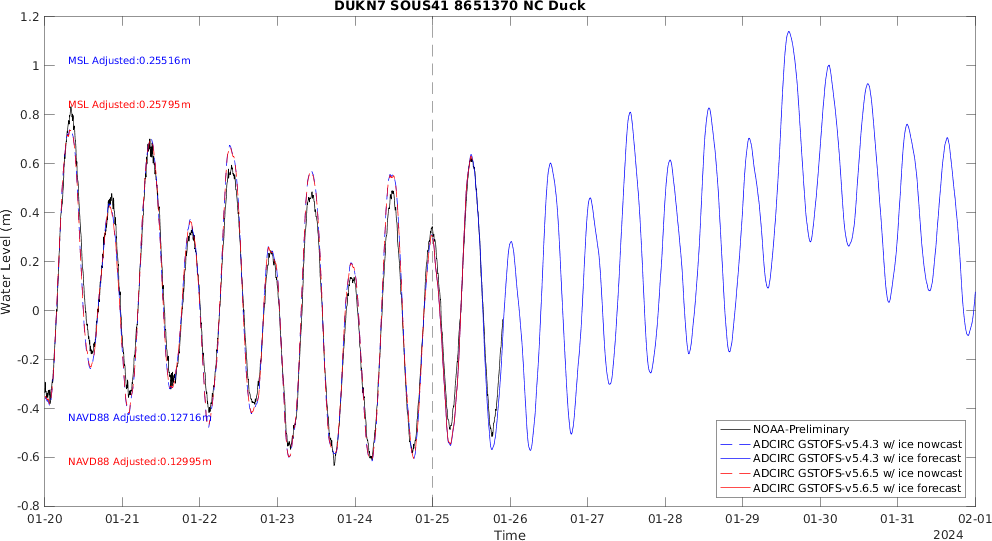 DUKN7 SOUS41 8651370 NC Duck
1.2
1
0.8
0.6
0.4
0.2
0
-0.2
-0.4
-0.6
-0.8
Water Level (m)
MSL Adjusted:0.25516m
MSL Adjusted:0.25795m
NAVD88 Adjusted:0.12716m
NAVD88 Adjusted:0.12995m
NOAA-Preliminary
ADCIRC GSTOFS-v5.4.3 w/ ice nowcast
ADCIRC GSTOFS-v5.4.3 w/ ice forecast
ADCIRC GSTOFS-v5.6.5 w/ ice nowcast
ADCIRC GSTOFS-v5.6.5 w/ ice forecast
01-20 01-21 01-22 01-23 01-24 01-25 01-26 01-27 01-28 01-29 01-30 01-31 02-01
Time
2024